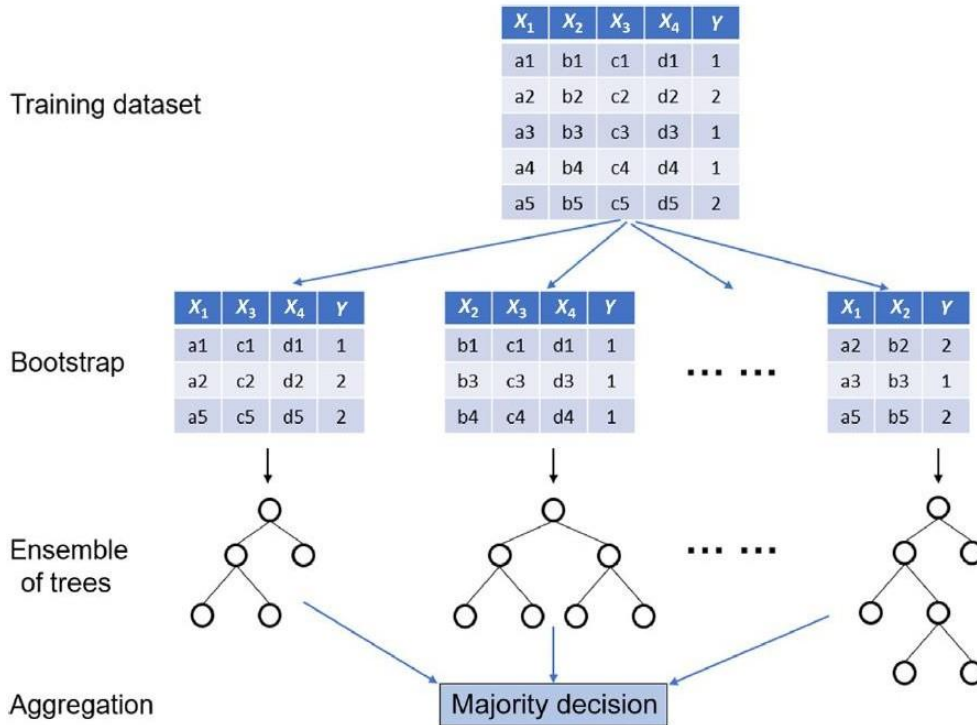 X₁ X₂ X₃ X₄ Y
a1 b1 c1 d1 1
Training dataset
a2 b2 c2 d2 2
a3 b3 c3 d3 1
a4 b4 c4 d4 1
a5 b5 c5 d5 2
X₁ X₃ X₄ Y
a1 c1 d1 1
a2 c2 d2 2
a5 c5 d5 2
X₂ X₃ X₄ Y
b1 c1 d1 1
b3 c3 d3 1
b4 c4 d4 1
X₁ X₂ Y
a2 b2 2
a3 b3 1
a5 b5 2
Bootstrap
... ...
Ensemble
of trees
... ...
Aggregation
Majority decision